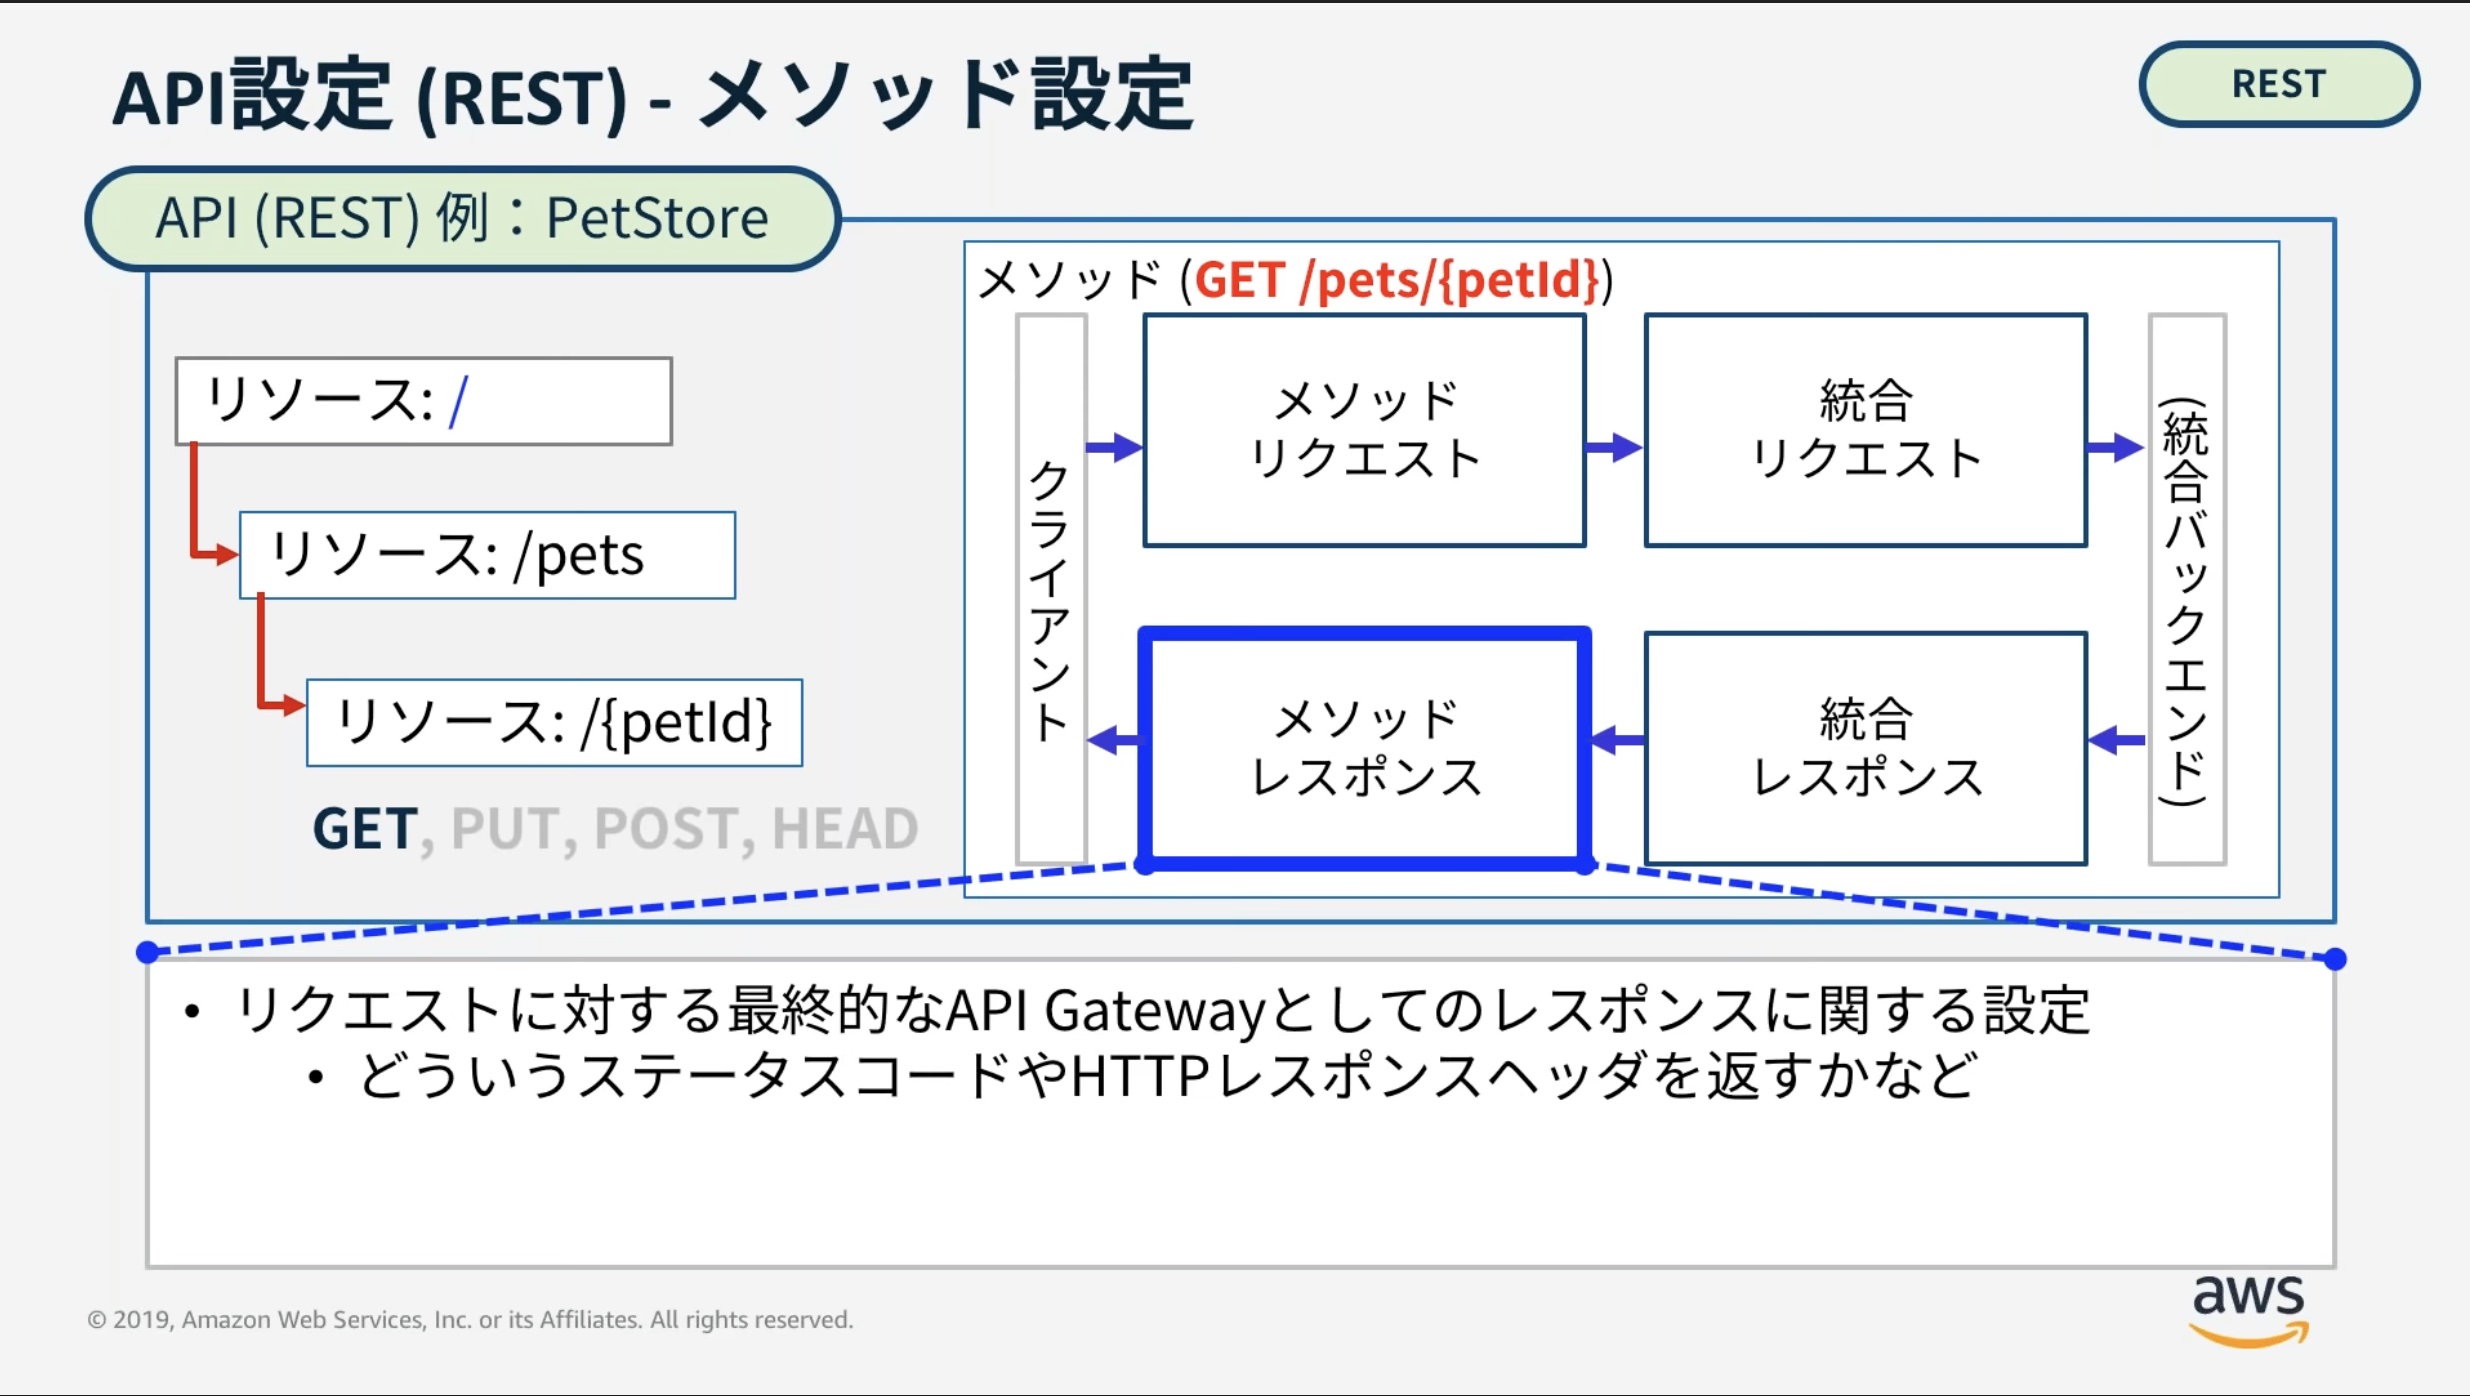 API設定 (REST) - メソッド設定
REST
API (REST) 例：PetStore
リソース: /
リソース: /pets
リソース: /{petId}
GET, PUT, POST, HEAD
メソッド (GET /pets/{petId})
クライアント
メソッド
リクエスト
統合
リクエスト
(統合バックエンド)
メソッド
レスポンス
統合
レスポンス
• リクエストに対する最終的なAPI Gatewayとしてのレスポンスに関する設定
• どういうステータスコードやHTTPレスポンスヘッダを返すかなど
© 2019, Amazon Web Services, Inc. or its Affiliates. All rights reserved.
aws